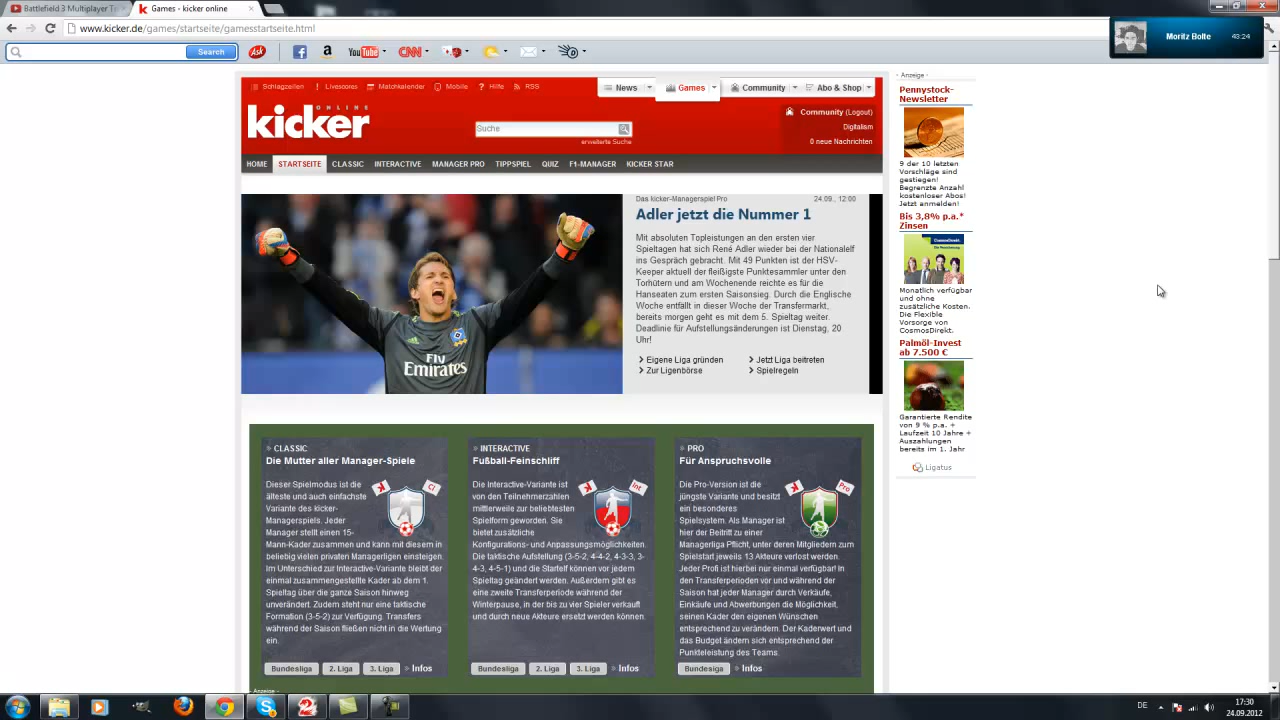 Battlefield 3 Multiplayer Te
Games - kicker online
www.kicker.de/games/startseite/gamesstartseite.html
Moritz Bolte
43:24
Search
Ask
YouTube
CNN
Schlagzeilen
Livescores
Matchkalender
Mobile
Hilfe
RSS
News
Games
Community
Abo & Shop
ONLINE
kicker
Suche
erweiterte Suche
Community (Logout)
Digitalism
0 neue Nachrichten
HOME
STARTSEITE
CLASSIC
INTERACTIVE
MANAGER PRO
TIPPSPIEL
QUIZ
F1-MANAGER
KICKER STAR
Das kicker-Managerspiel Pro
24.09., 12:00
Adler jetzt die Nummer 1
Mit absoluten Topleistungen an den ersten vier
Spieltagen hat sich René Adler wieder bei der Nationalelf
ins Gespräch gebracht. Mit 49 Punkten ist der HSV-
Keeper aktuell der fleißigste Punktesammler unter den
Torhütern und am Wochenende reichte es für die
Hanseaten zum ersten Saisonsieg. Durch die Englische
Woche entfällt in dieser Woche der Transfermarkt,
bereits morgen geht es mit dem 5. Spieltag weiter.
Deadline für Aufstellungsänderungen ist Dienstag, 20
Uhr!
Eigene Liga gründen
Jetzt Liga beitreten
Zur Ligenbörse
Spielregeln
Fly
Emirates
- Anzeige -
Pennystock-
Newsletter
9 der 10 letzten
Vorschläge sind
gestiegen!
Begrenzte Anzahl
kostenloser Abos!
Jetzt anmelden!
Bis 3,8% p.a.*
Zinsen
CosmosDirekt.
Monatlich verfügbar
und ohne
zusätzliche Kosten.
Die Flexible
Vorsorge von
CosmosDirekt.
Palmöl-Invest
ab 7.500 €
Garantierte Rendite
von 9 % p.a. +
Laufzeit 10 Jahre +
Auszahlungen
bereits im 1. Jahr
Ligatus
CLASSIC
Die Mutter aller Manager-Spiele
Dieser Spielmodus ist die
älteste und auch einfachste
Variante des kicker-
Managerspiels. Jeder
Manager stellt einen 15-
Mann-Kader zusammen und kann mit diesem in
beliebig vielen privaten Managerligen einsteigen.
Im Unterschied zur Interactive-Variante bleibt der
einmal zusammengestellte Kader ab dem 1.
Spieltag über die ganze Saison hinweg
unverändert. Zudem steht nur eine taktische
Formation (3-5-2) zur Verfügung. Transfers
während der Saison fließen nicht in die Wertung
ein.
K
Cl
Bundesliga
2. Liga
3. Liga
Infos
INTERACTIVE
Fußball-Feinschliff
Die Interactive-Variante ist
von den Teilnehmerzahlen
mittlerweile zur beliebtesten
Spielform geworden. Sie
bietet zusätzliche
Konfigurations- und Anpassungsmöglichkeiten.
Die taktische Aufstellung (3-5-2, 4-4-2, 4-3-3, 3-
4-3, 4-5-1) und die Startelf können vor jedem
Spieltag geändert werden. Außerdem gibt es
eine zweite Transferperiode während der
Winterpause, in der bis zu vier Spieler verkauft
und durch neue Akteure ersetzt werden können.
K
Int
Bundesliga
2. Liga
3. Liga
Infos
PRO
Für Anspruchsvolle
Die Pro-Version ist die
jüngste Variante und besitzt
ein besonderes
Spielsystem. Als Manager ist
hier der Beitritt zu einer
Managerliga Pflicht, unter deren Mitgliedern zum
Spielstart jeweils 13 Akteure verlost werden.
Jeder Profi ist hierbei nur einmal verfügbar! In
den Transferperioden vor und während der
Saison hat jeder Manager durch Verkäufe,
Einkäufe und Abwerbungen die Möglichkeit,
seinen Kader den eigenen Wünschen
entsprechend zu verändern. Der Kaderwert und
das Budget ändern sich entsprechend der
Punkteleistung des Teams.
K
Pro
Bundesliga
Infos
- Anzeige -
DE
17:30
24.09.2012